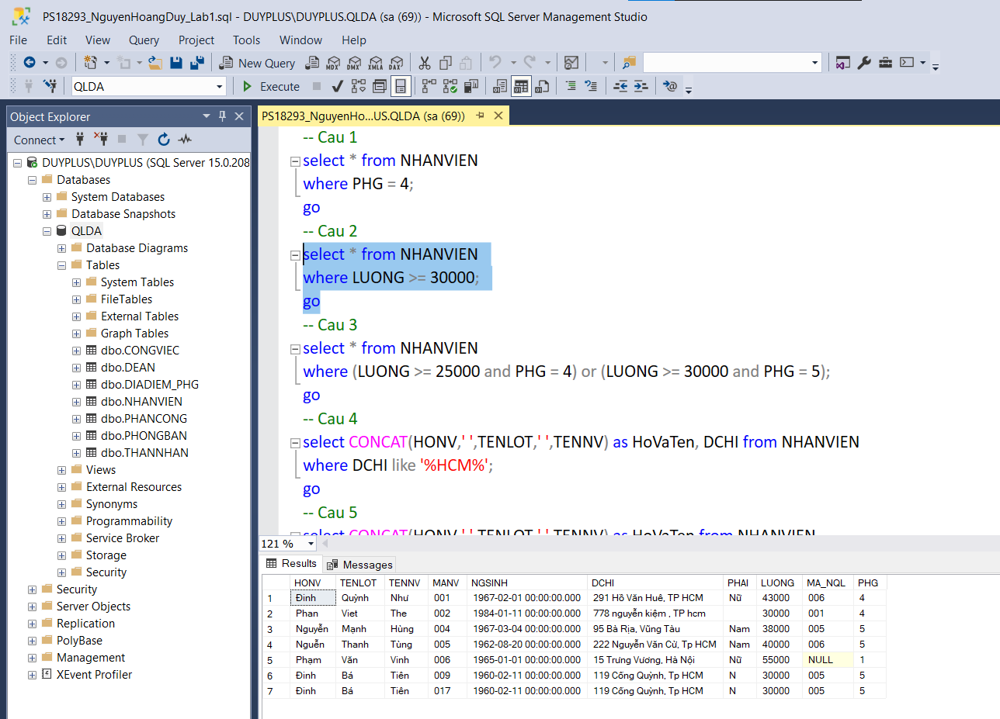 PS18293_NguyenHoangDuy_Lab1.sql - DUYPLUS\DUYPLUS.QLDA (sa (69)) - Microsoft SQL Server Management Studio
File Edit View Query Project Tools Window Help
New Query MDX DMX XMLA DAX
QLDA Execute
Object Explorer
Connect
DUYPLUS\DUYPLUS (SQL Server 15.0.208
Databases
System Databases
Database Snapshots
QLDA
Database Diagrams
Tables
System Tables
FileTables
External Tables
Graph Tables
dbo.CONGVIEC
dbo.DEAN
dbo.DIADIEM_PHG
dbo.NHANVIEN
dbo.PHANCONG
dbo.PHONGBAN
dbo.THANNHAN
Views
External Resources
Synonyms
Programmability
Service Broker
Storage
Security
Security
Server Objects
Replication
PolyBase
Management
XEvent Profiler
PS18293_NguyenHo...US.QLDA (sa (69))
-- Cau 1
select * from NHANVIEN
where PHG = 4;
go
-- Cau 2
select * from NHANVIEN
where LUONG >= 30000;
go
-- Cau 3
select * from NHANVIEN
where (LUONG >= 25000 and PHG = 4) or (LUONG >= 30000 and PHG = 5);
go
-- Cau 4
select CONCAT(HONV,' ',TENLOT,' ',TENNV) as HoVaTen, DCHI from NHANVIEN
where DCHI like '%HCM%';
go
-- Cau 5
select CONCAT(HONV,' ',TENLOT,' ',TENNV) as HoVaTen from NHANVIEN
121 %
Results Messages
HONV TENLOT TENNV MANV NGSINH DCHI PHAI LUONG MA_NQL PHG
1 Đinh Quỳnh Như 001 1967-02-01 00:00:00.000 291 Hồ Văn Huê, TP HCM Nữ 43000 006 4
2 Phan Viet The 002 1984-01-11 00:00:00.000 778 nguyễn kiệm , TP hcm 30000 001 4
3 Nguyễn Mạnh Hùng 004 1967-03-04 00:00:00.000 95 Bà Rịa, Vũng Tàu Nam 38000 005 5
4 Nguễn Thanh Tùng 005 1962-08-20 00:00:00.000 222 Nguyễn Văn Cừ, Tp HCM Nam 40000 006 5
5 Phạm Văn Vinh 006 1965-01-01 00:00:00.000 15 Trưng Vương, Hà Nội Nữ 55000 NULL 1
6 Đinh Bá Tiên 009 1960-02-11 00:00:00.000 119 Cống Quỳnh, Tp HCM N 30000 005 5
7 Đinh Bá Tiên 017 1960-02-11 00:00:00.000 119 Cống Quỳnh, Tp HCM N 30000 005 5